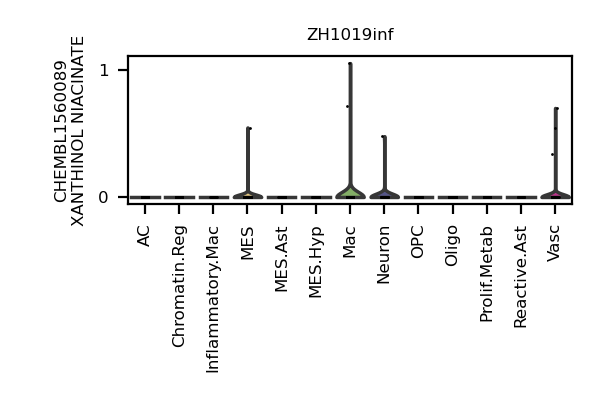 ZH1019inf
CHEMBL1560089
XANTHINOL NIACINATE
1
0
AC
Chromatin.Reg
Inflammatory.Mac
MES
MES.Ast
MES.Hyp
Mac
Neuron
OPC
Oligo
Prolif.Metab
Reactive.Ast
Vasc